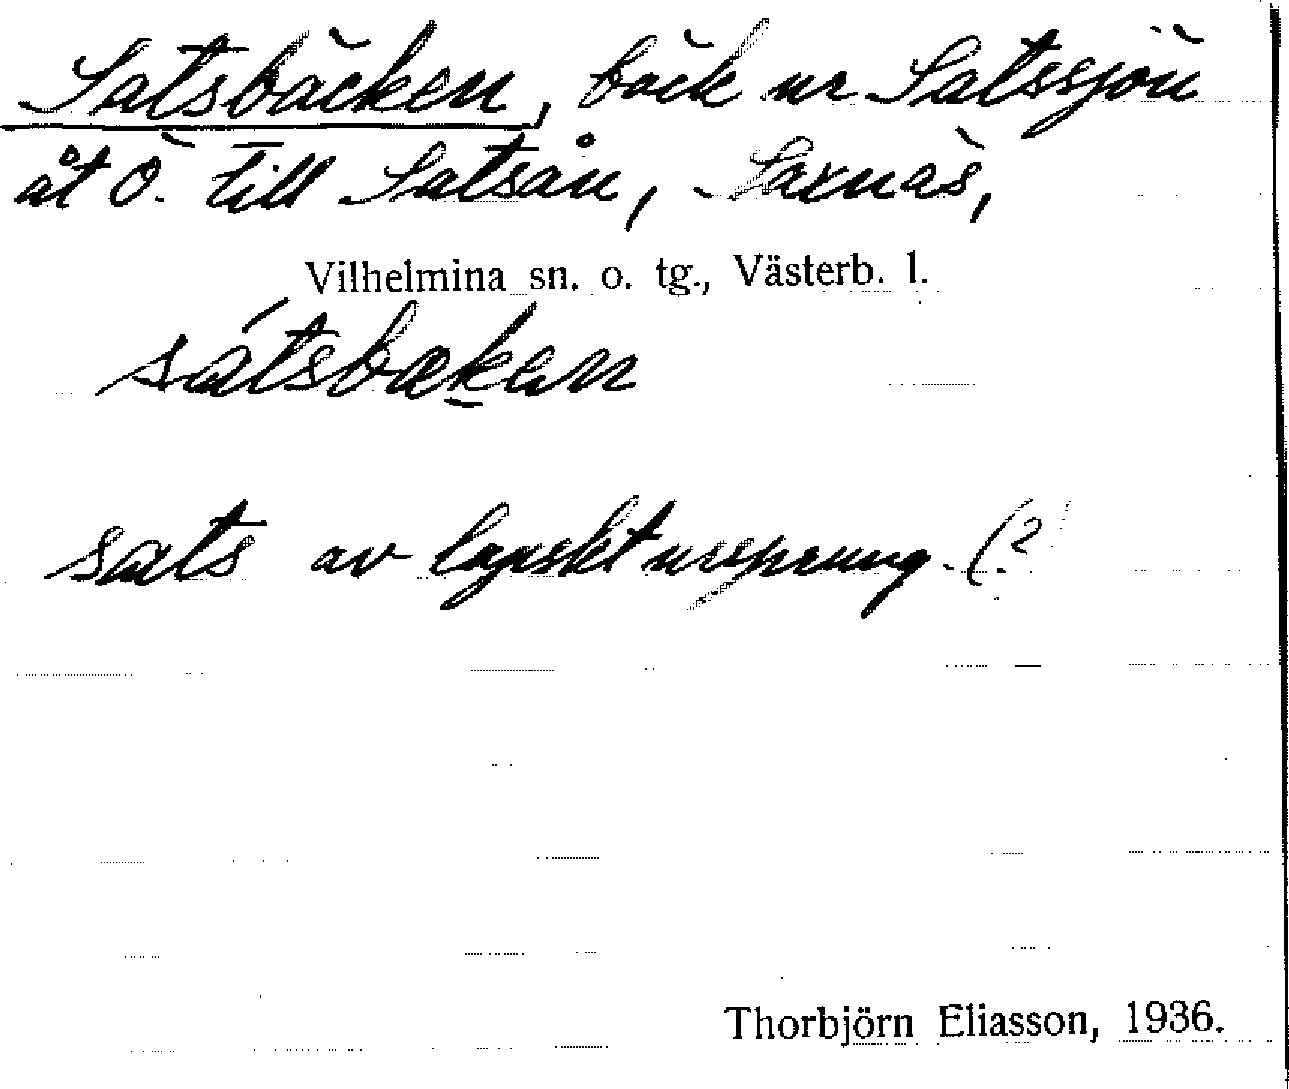 Satsbäcken, bäck ur Satssjön
åt Ö. till Satsån, Saxnäs,
Vilhelmina sn. o. tg., Västerb. l.
sátsbækan
sats av lapskt ursprung. (?)
Thorbjörn Eliasson, 1936.